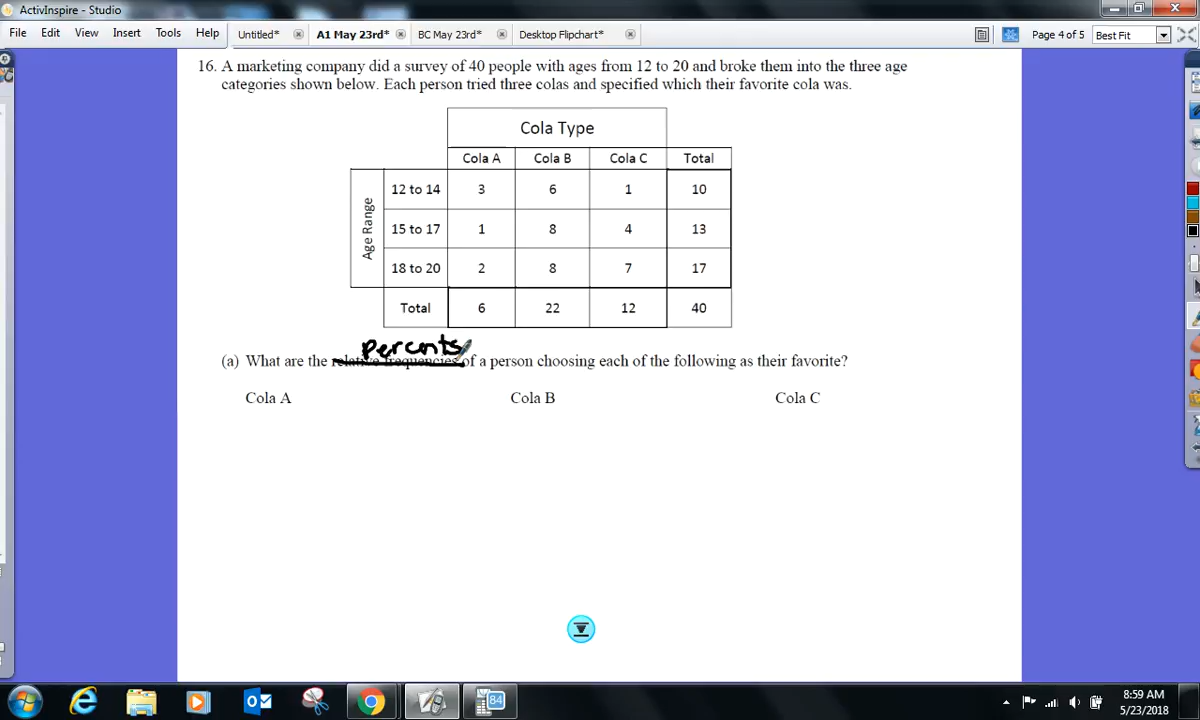 ActivInspire - Studio
File Edit View Insert Tools Help
Untitled* A1 May 23rd* BC May 23rd* Desktop Flipchart*
Page 4 of 5 Best Fit
16. A marketing company did a survey of 40 people with ages from 12 to 20 and broke them into the three age
categories shown below. Each person tried three colas and specified which their favorite cola was.
Cola Type
Cola A Cola B Cola C Total
Age Range
12 to 14 3 6 1 10
15 to 17 1 8 4 13
18 to 20 2 8 7 17
Total 6 22 12 40
percnts
(a) What are the relative frequencies of a person choosing each of the following as their favorite?
Cola A Cola B Cola C
84
8:59 AM
5/23/2018